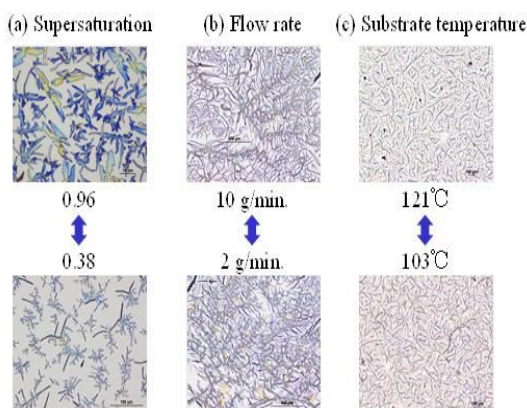 (a) Supersaturation (b) Flow rate (c) Substrate temperature
0.96 10 g/min. 121℃
0.38 2 g/min. 103℃